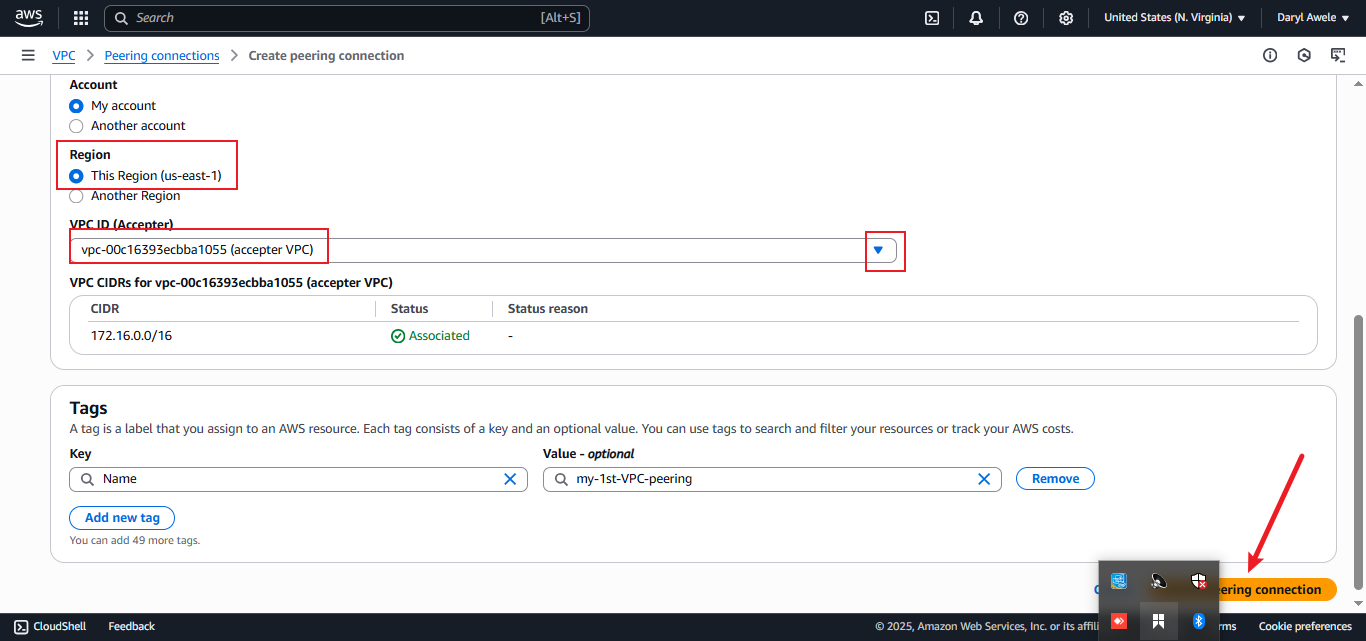 aws
Search [Alt+S] United States (N. Virginia) Daryl Awele
VPC > Peering connections > Create peering connection
Account
My account
Another account
Region
This Region (us-east-1)
Another Region
VPC ID (Accepter)
vpc-00c16393ecbba1055 (accepter VPC)
VPC CIDRs for vpc-00c16393ecbba1055 (accepter VPC)
CIDR Status Status reason
172.16.0.0/16 Associated -
Tags
A tag is a label that you assign to an AWS resource. Each tag consists of a key and an optional value. You can use tags to search and filter your resources or track your AWS costs.
Key Value - optional
Name my-1st-VPC-peering Remove
Add new tag
You can add 49 more tags.
connection
CloudShell Feedback © 2025, Amazon Web Services, Inc. or its Cookie preferences